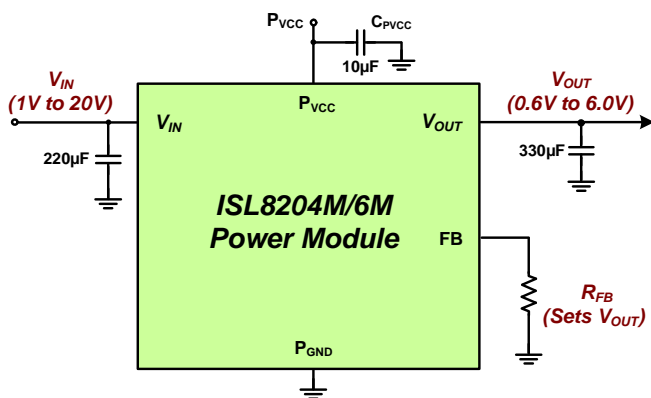 PVCC
CPVCC
10µF
VIN
(1V to 20V)
VOUT
(0.6V to 6.0V)
PVCC
VIN
VOUT
220µF
330µF
ISL8204M/6M
Power Module
FB
RFB
(Sets VOUT)
PGND